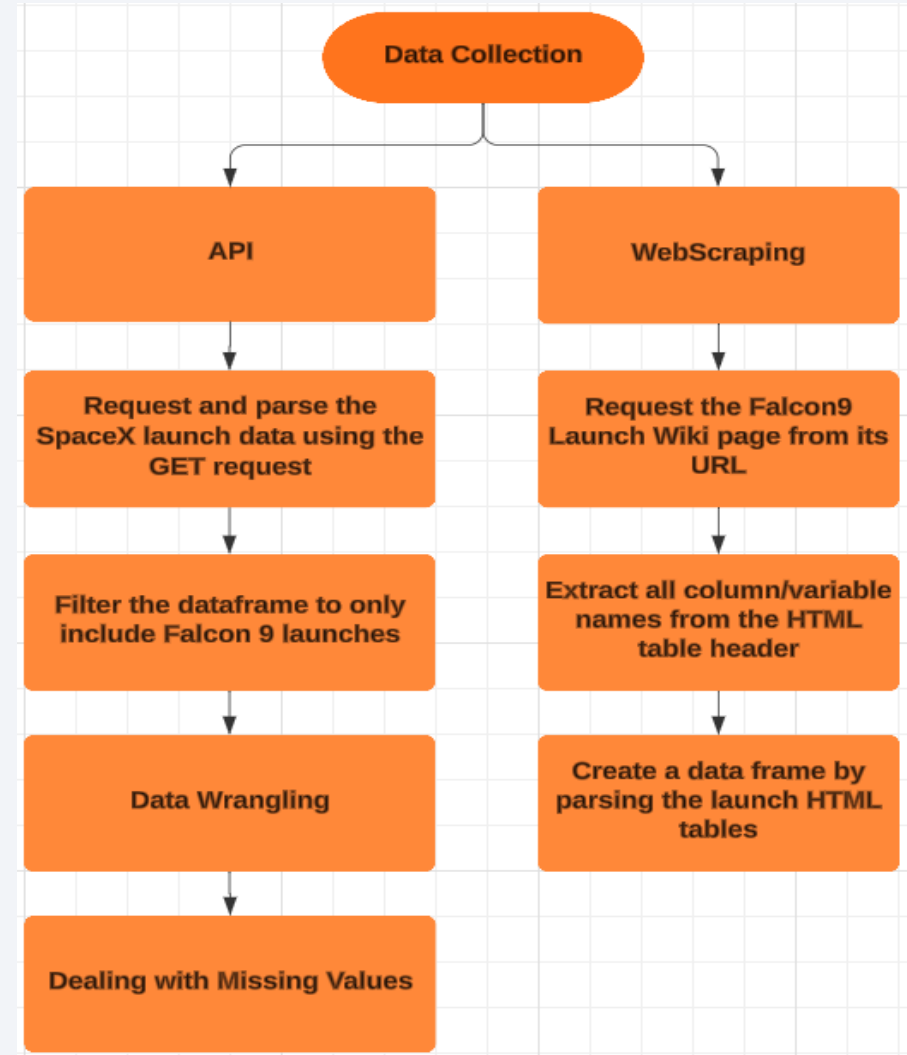 Data Collection
API
WebScraping
Request and parse the
SpaceX launch data using the
GET request
Request the Falcon9
Launch Wiki page from its
URL
Filter the dataframe to only
include Falcon 9 launches
Extract all column/variable
names from the HTML
table header
Data Wrangling
Create a data frame by
parsing the launch HTML
tables
Dealing with Missing Values